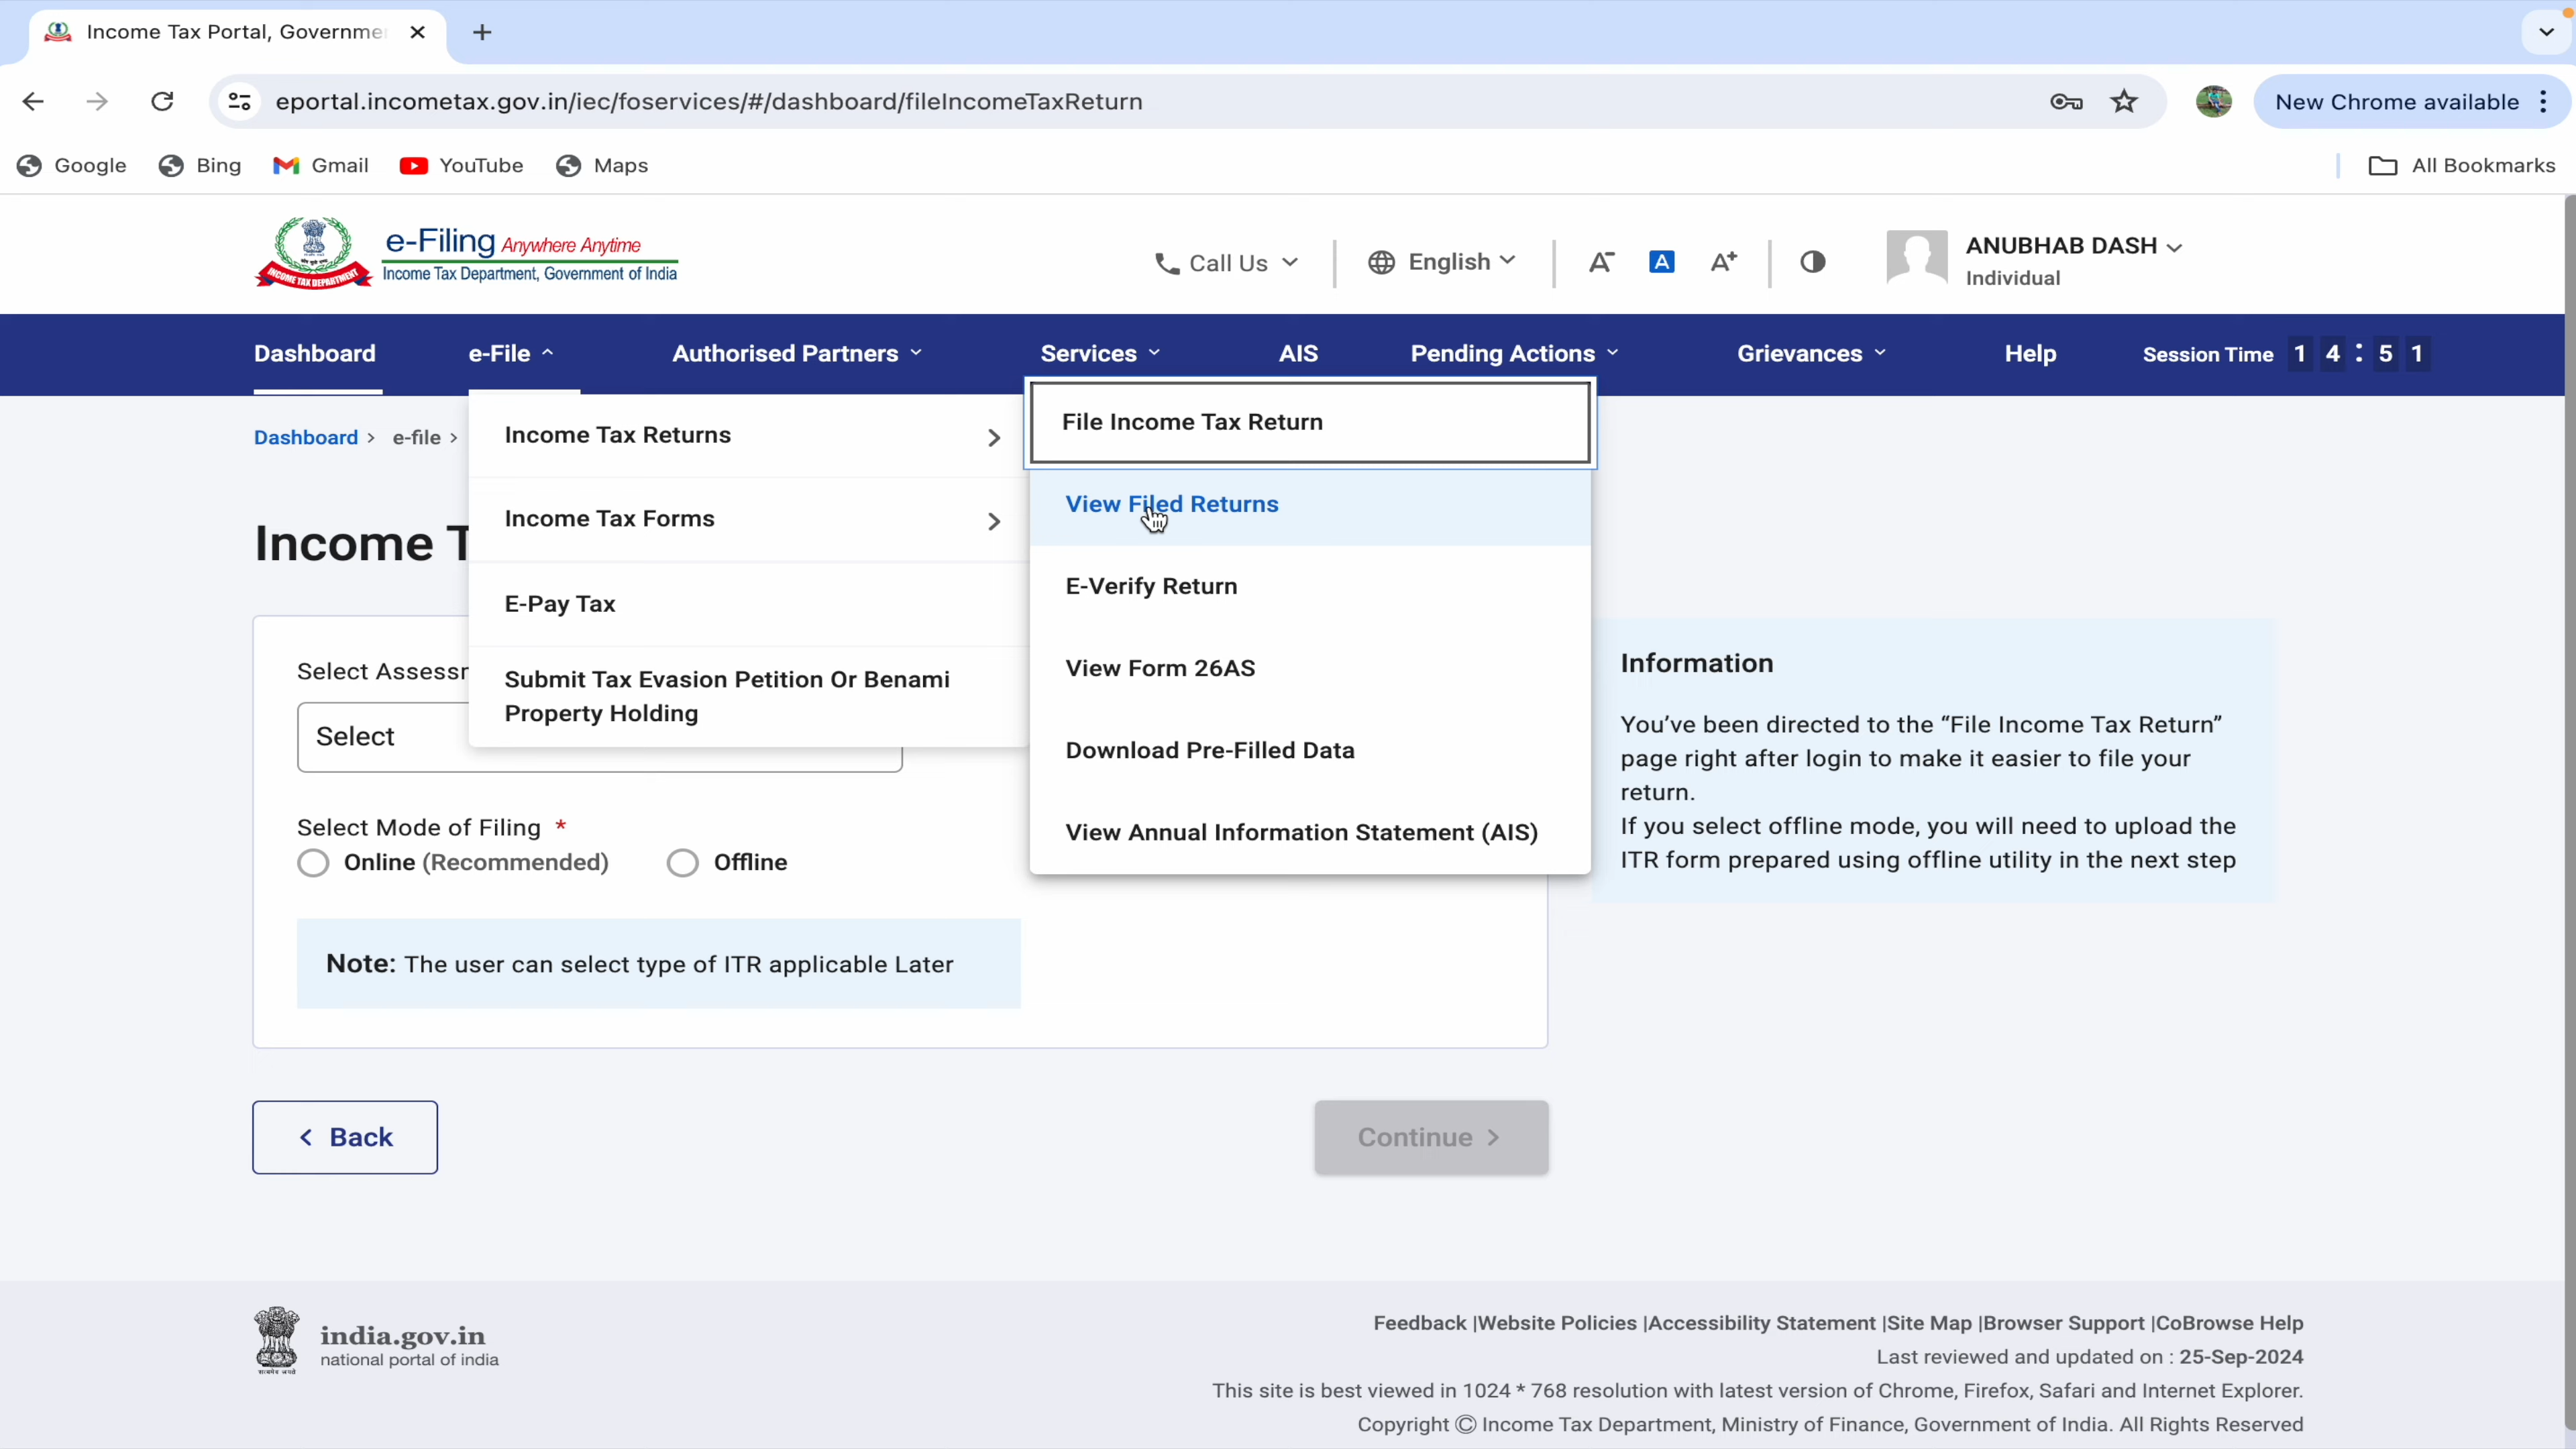 Income Tax Portal, Governme
eportal.incometax.gov.in/iec/foservices/#/dashboard/fileIncomeTaxReturn
New Chrome available
Google
Bing
Gmail
YouTube
Maps
All Bookmarks
INCOME TAX DEPARTMENT
e-Filing Anywhere Anytime
Income Tax Department, Government of India
Call Us
English
A-
A
A+
ANUBHAB DASH
Individual
Dashboard
e-File
Authorised Partners
Services
AIS
Pending Actions
Grievances
Help
Session Time 1 4 : 5 1
Dashboard > e-file >
Income Tax Returns
Income Tax Forms
E-Pay Tax
Submit Tax Evasion Petition Or Benami
Property Holding
File Income Tax Return
View Filed Returns
E-Verify Return
View Form 26AS
Download Pre-Filled Data
View Annual Information Statement (AIS)
Income T
Select Assessm
Select
Select Mode of Filing *
Online (Recommended)
Offline
Note: The user can select type of ITR applicable Later
Information
You've been directed to the “File Income Tax Return”
page right after login to make it easier to file your
return.
If you select offline mode, you will need to upload the
ITR form prepared using offline utility in the next step
< Back
Continue >
india.gov.in
national portal of india
सत्यमेव जयते
Feedback |Website Policies |Accessibility Statement |Site Map |Browser Support |CoBrowse Help
Last reviewed and updated on : 25-Sep-2024
This site is best viewed in 1024 * 768 resolution with latest version of Chrome, Firefox, Safari and Internet Explorer.
Copyright © Income Tax Department, Ministry of Finance, Government of India. All Rights Reserved